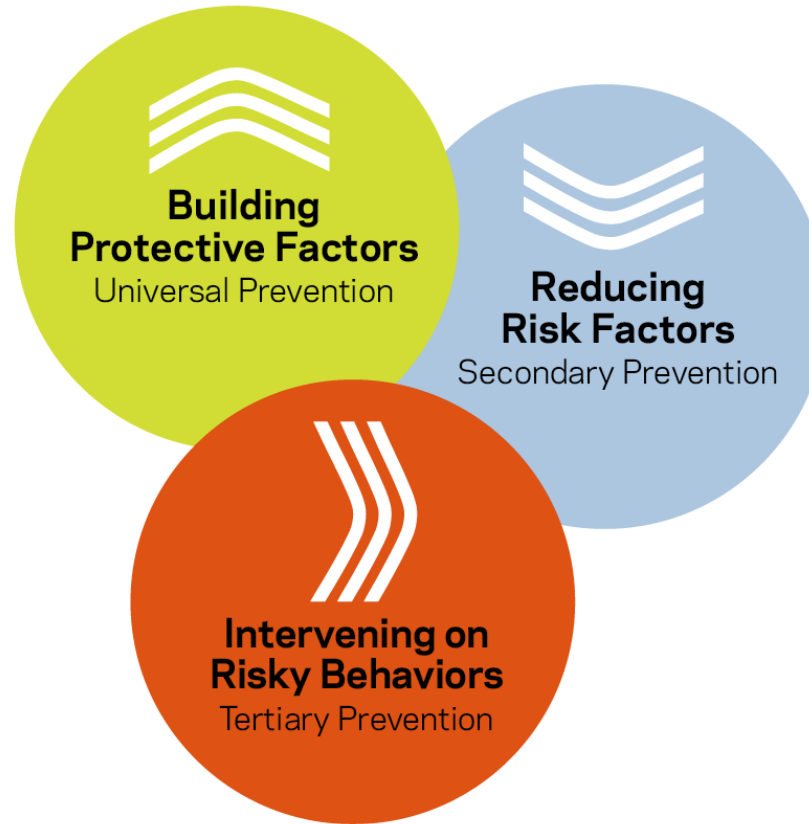 Building
Protective Factors
Universal Prevention
Reducing
Risk Factors
Secondary Prevention
Intervening on
Risky Behaviors
Tertiary Prevention